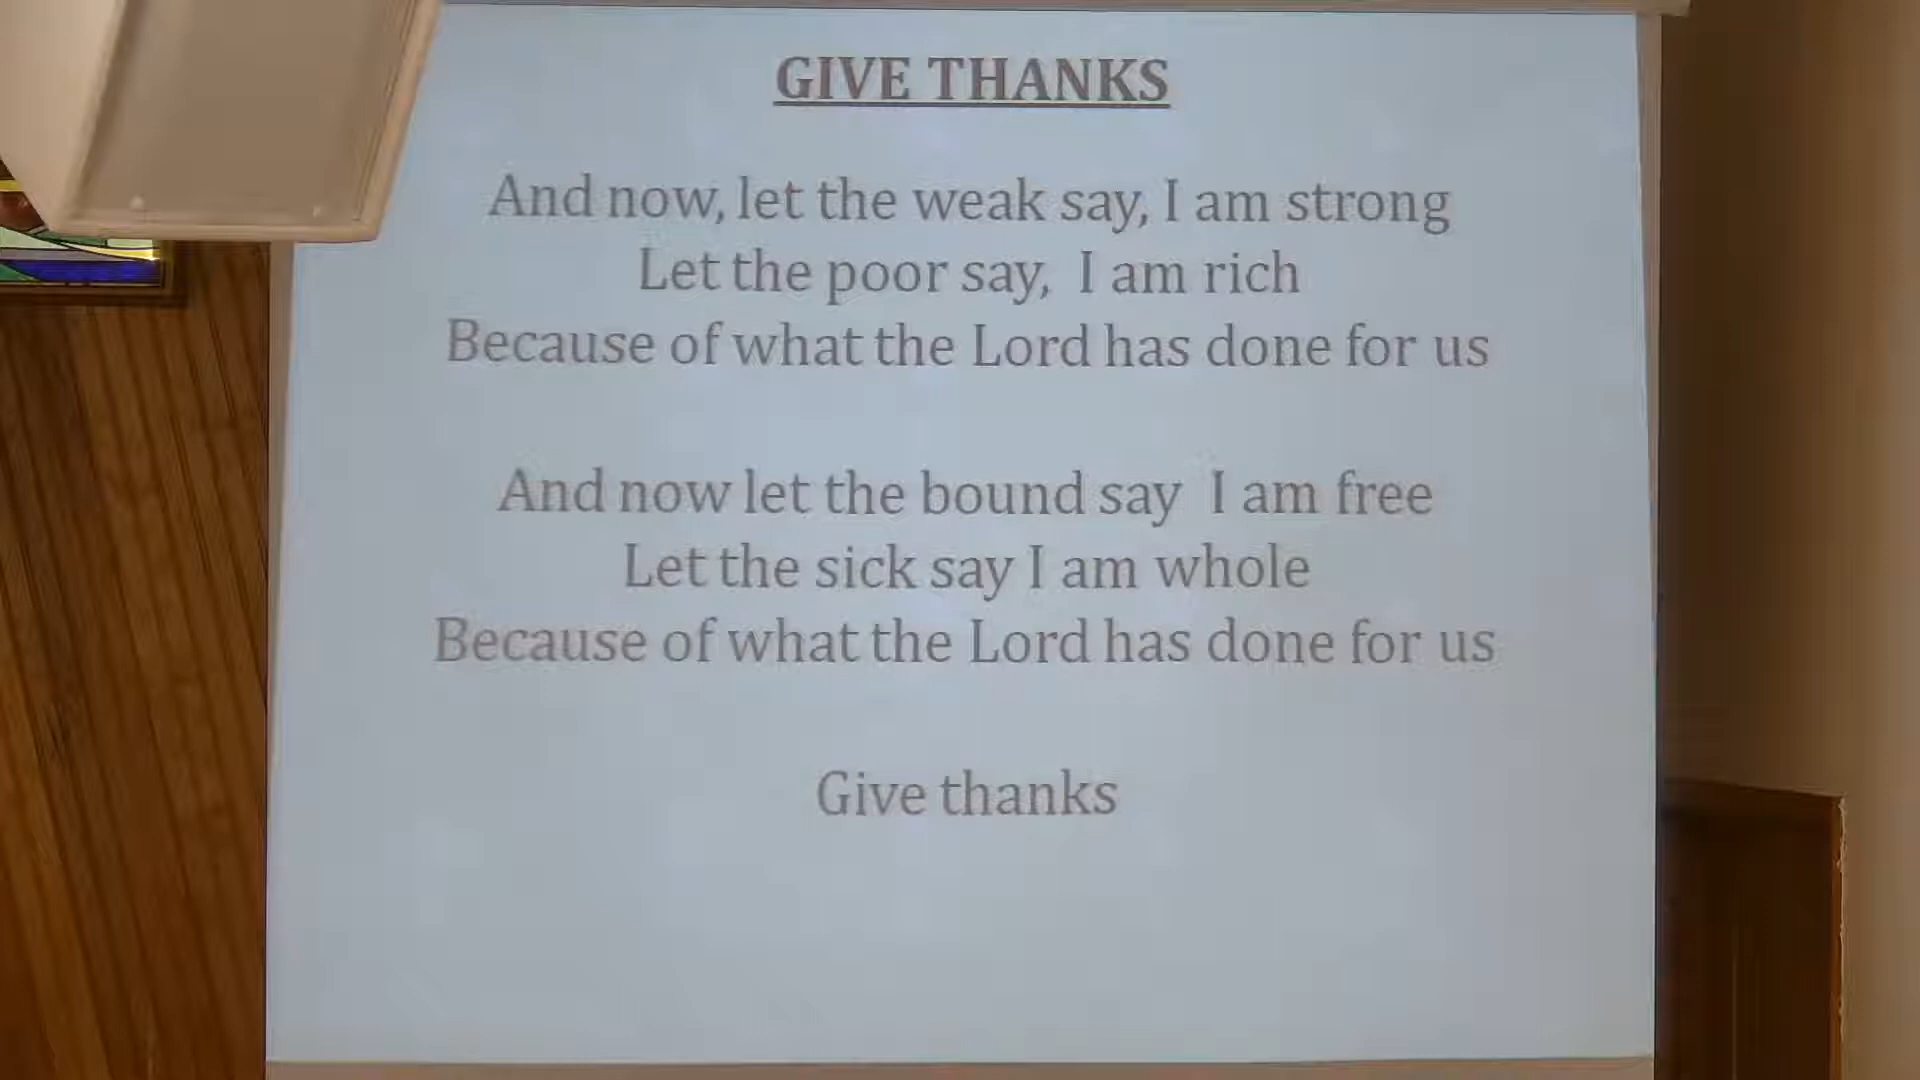 GIVE THANKS
And now, let the weak say, I am strong
Let the poor say, I am rich
Because of what the Lord has done for us
And now let the bound say I am free
Let the sick say I am whole
Because of what the Lord has done for us
Give thanks